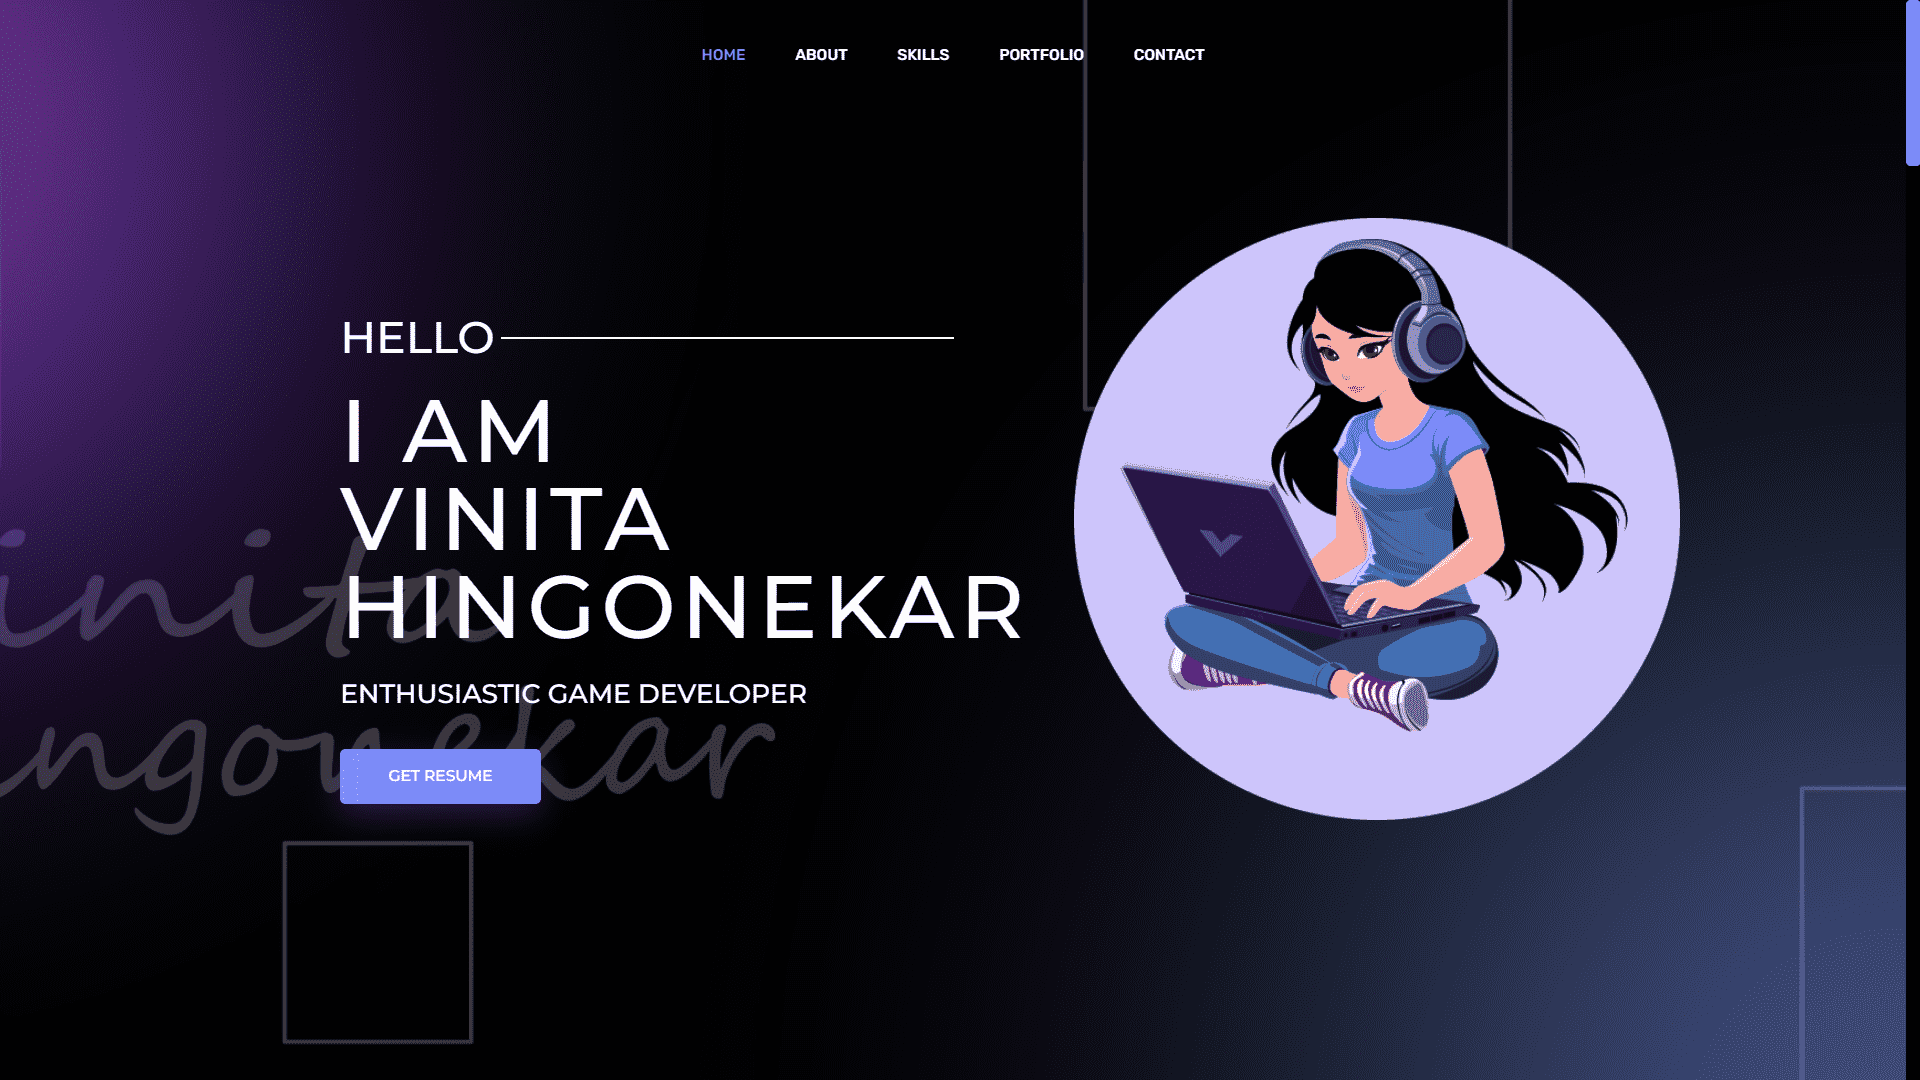 HOME ABOUT SKILLS PORTFOLIO CONTACT
HELLO
I AM
VINITA
HINGONEKAR
ENTHUSIASTIC GAME DEVELOPER
GET RESUME
inita
ngonekar